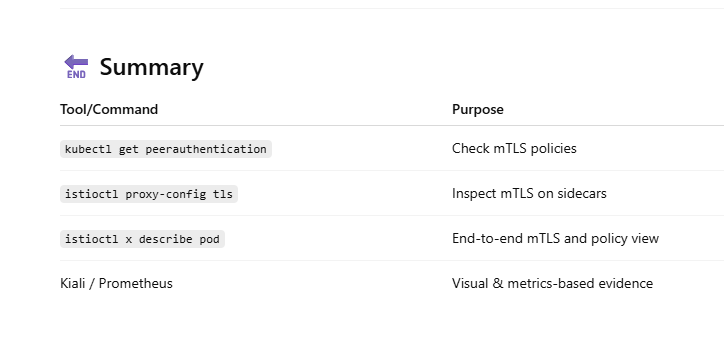 🔚 Summary
Tool/Command Purpose
kubectl get peerauthentication Check mTLS policies
istioctl proxy-config tls Inspect mTLS on sidecars
istioctl x describe pod End-to-end mTLS and policy view
Kiali / Prometheus Visual & metrics-based evidence